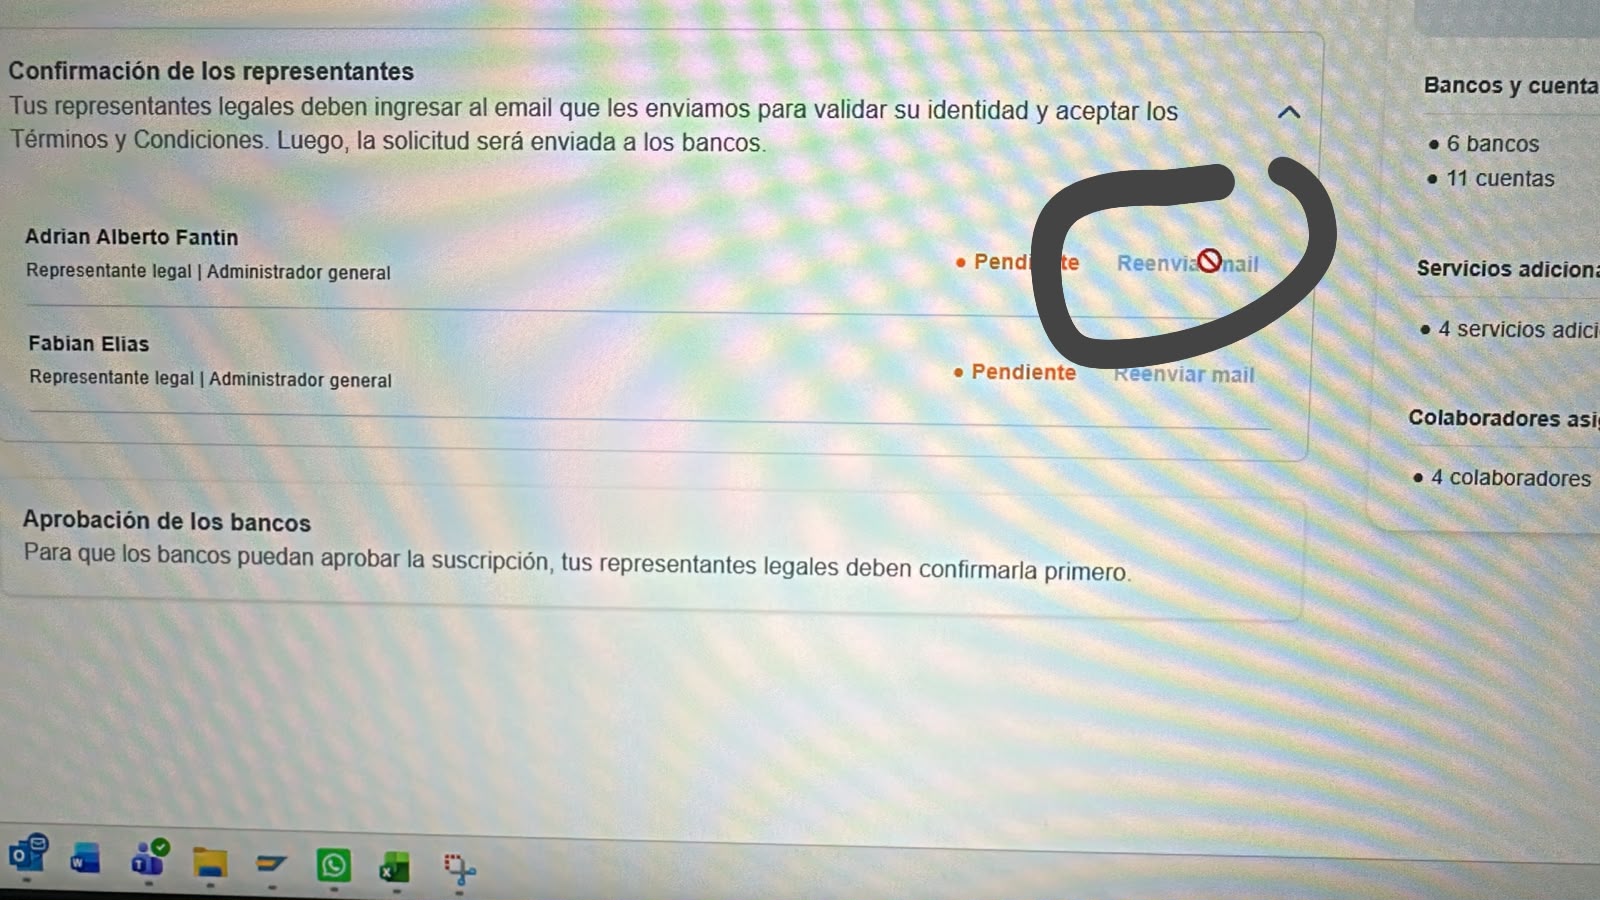 Confirmación de los representantes
Tus representantes legales deben ingresar al email que les enviamos para validar su identidad y aceptar los
Términos y Condiciones. Luego, la solicitud será enviada a los bancos.
Adrian Alberto Fantin
Representante legal | Administrador general
Fabian Elias
Representante legal | Administrador general
• Pendiente Reenviar mail
Aprobación de los bancos
Para que los bancos puedan aprobar la suscripción, tus representantes legales deben confirmarla primero.
Bancos y cuenta
• 6 bancos
• 11 cuentas
Servicios
• 4 servicios
Colaboradores
• 4 colaboradores